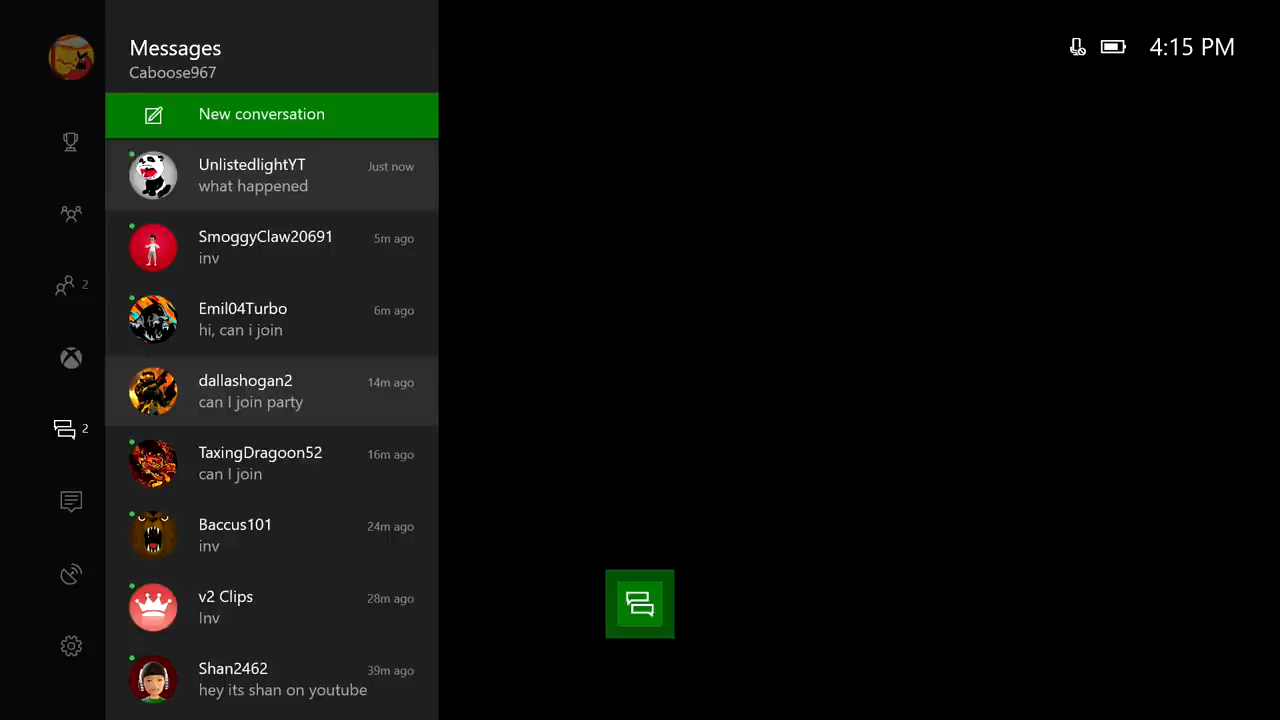 Messages
Caboose967
4:15 PM
New conversation
UnlistedlightYT
Just now
what happened
SmoggyClaw20691
5m ago
inv
Emil04Turbo
6m ago
hi, can i join
2
dallashogan2
14m ago
can I join party
2
TaxingDragoon52
16m ago
can I join
Baccus101
24m ago
inv
v2 Clips
28m ago
Inv
Shan2462
39m ago
hey its shan on youtube